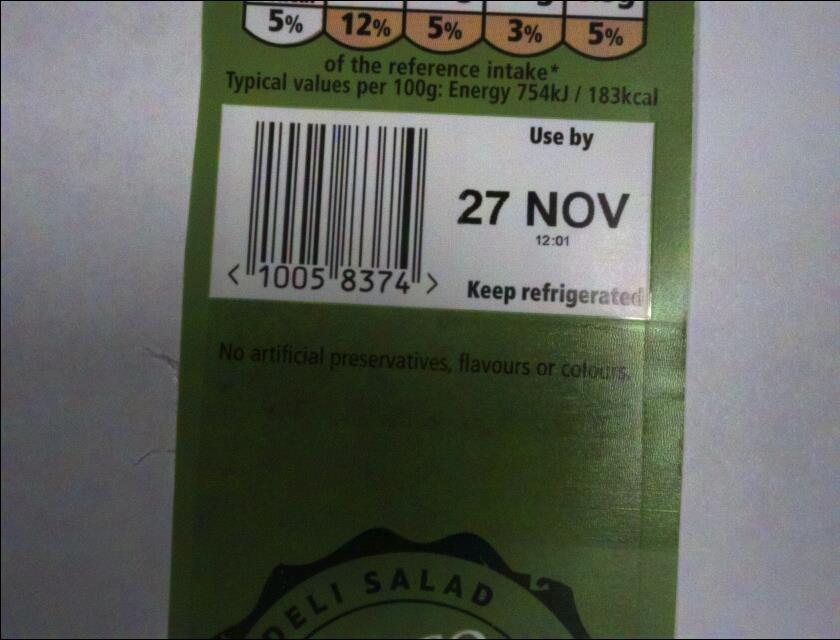 5% 12% 5% 3% 5%
of the reference intake*
Typical values per 100g: Energy 754kJ / 183kcal
Use by
27 NOV
12:01
< 1005 8374 >
Keep refrigerated
No artificial preservatives, flavours or colours.
DELI SALAD